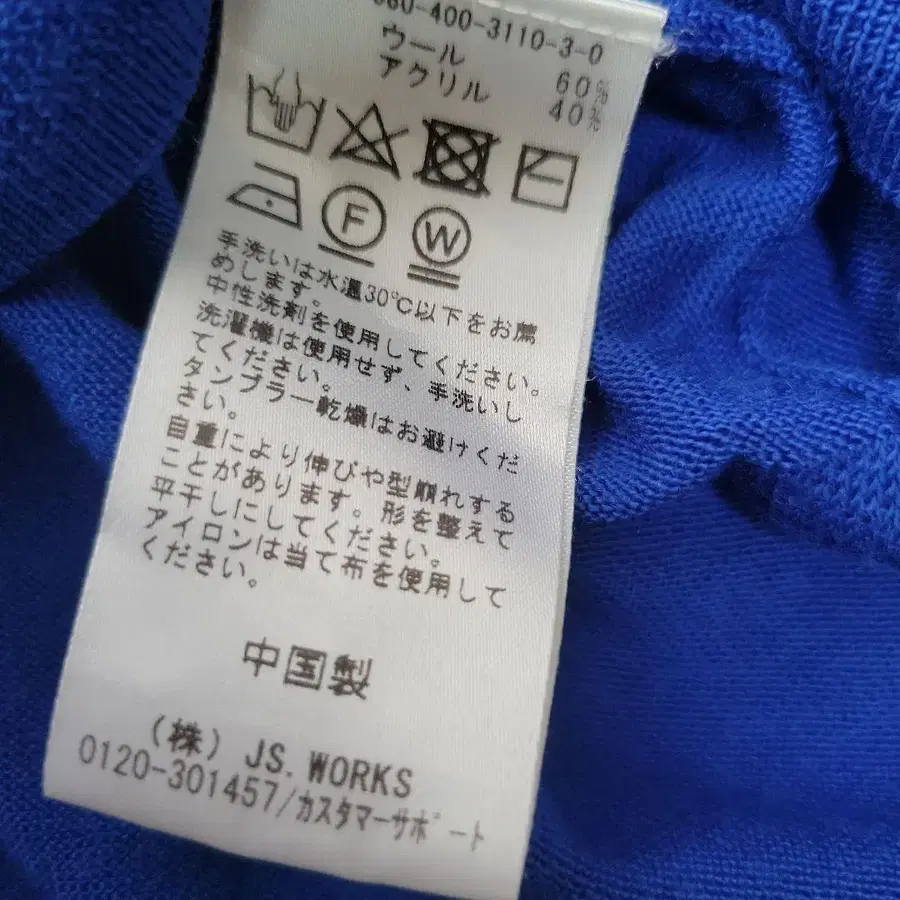 080-400-3110-3-0
ウール 60%
アクリル 40%
F W
手洗いは水温30℃以下をお薦
めします。
中性洗剤を使用してください。
洗濯機は使用せず、手洗いし
てください。
タンブラー乾燥はお避けくだ
さい。
自重により伸びや型崩れする
ことがあります。形を整えて
平干しにしてください。
アイロンは当て布を使用して
ください。
中国製
(株) JS.WORKS
0120-301457/カスタマーサポート